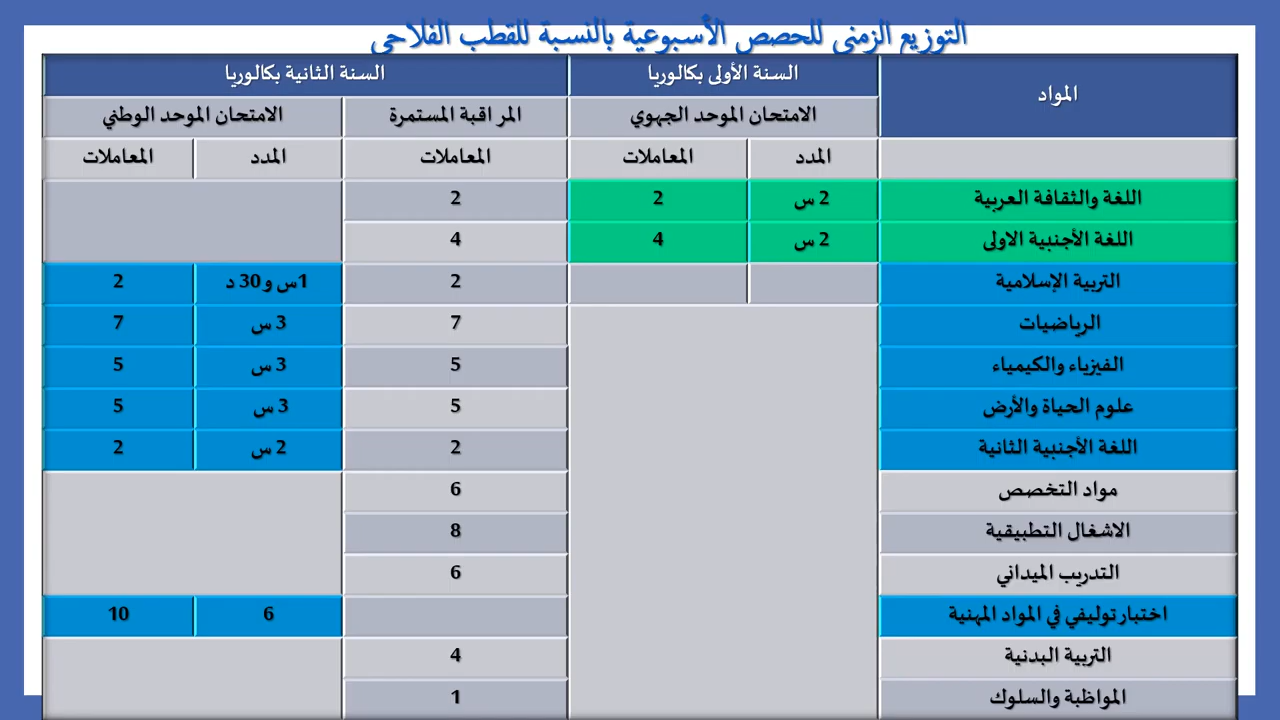 التوزيع الزمني للحصص الأسبوعية بالنسبة للقطب الفلاحي
المواد السنة الأولى بكالوريا السنة الثانية بكالوريا
الامتحان الموحد الجهوي المراقبة المستمرة الامتحان الموحد الوطني
المدد المعاملات المعاملات المدد المعاملات
اللغة والثقافة العربية 2 س 2 2
اللغة الأجنبية الاولى 2 س 4 4
التربية الإسلامية 2 1س و30 د 2
الرياضيات 7 3 س 7
الفيزياء والكيمياء 5 3 س 5
علوم الحياة والأرض 5 3 س 5
اللغة الأجنبية الثانية 2 2 س 2
مواد التخصص 6
الاشغال التطبيقية 8
التدريب الميداني 6
اختبار توليفي في المواد المهنية 6 10
التربية البدنية 4
المواظبة والسلوك 1